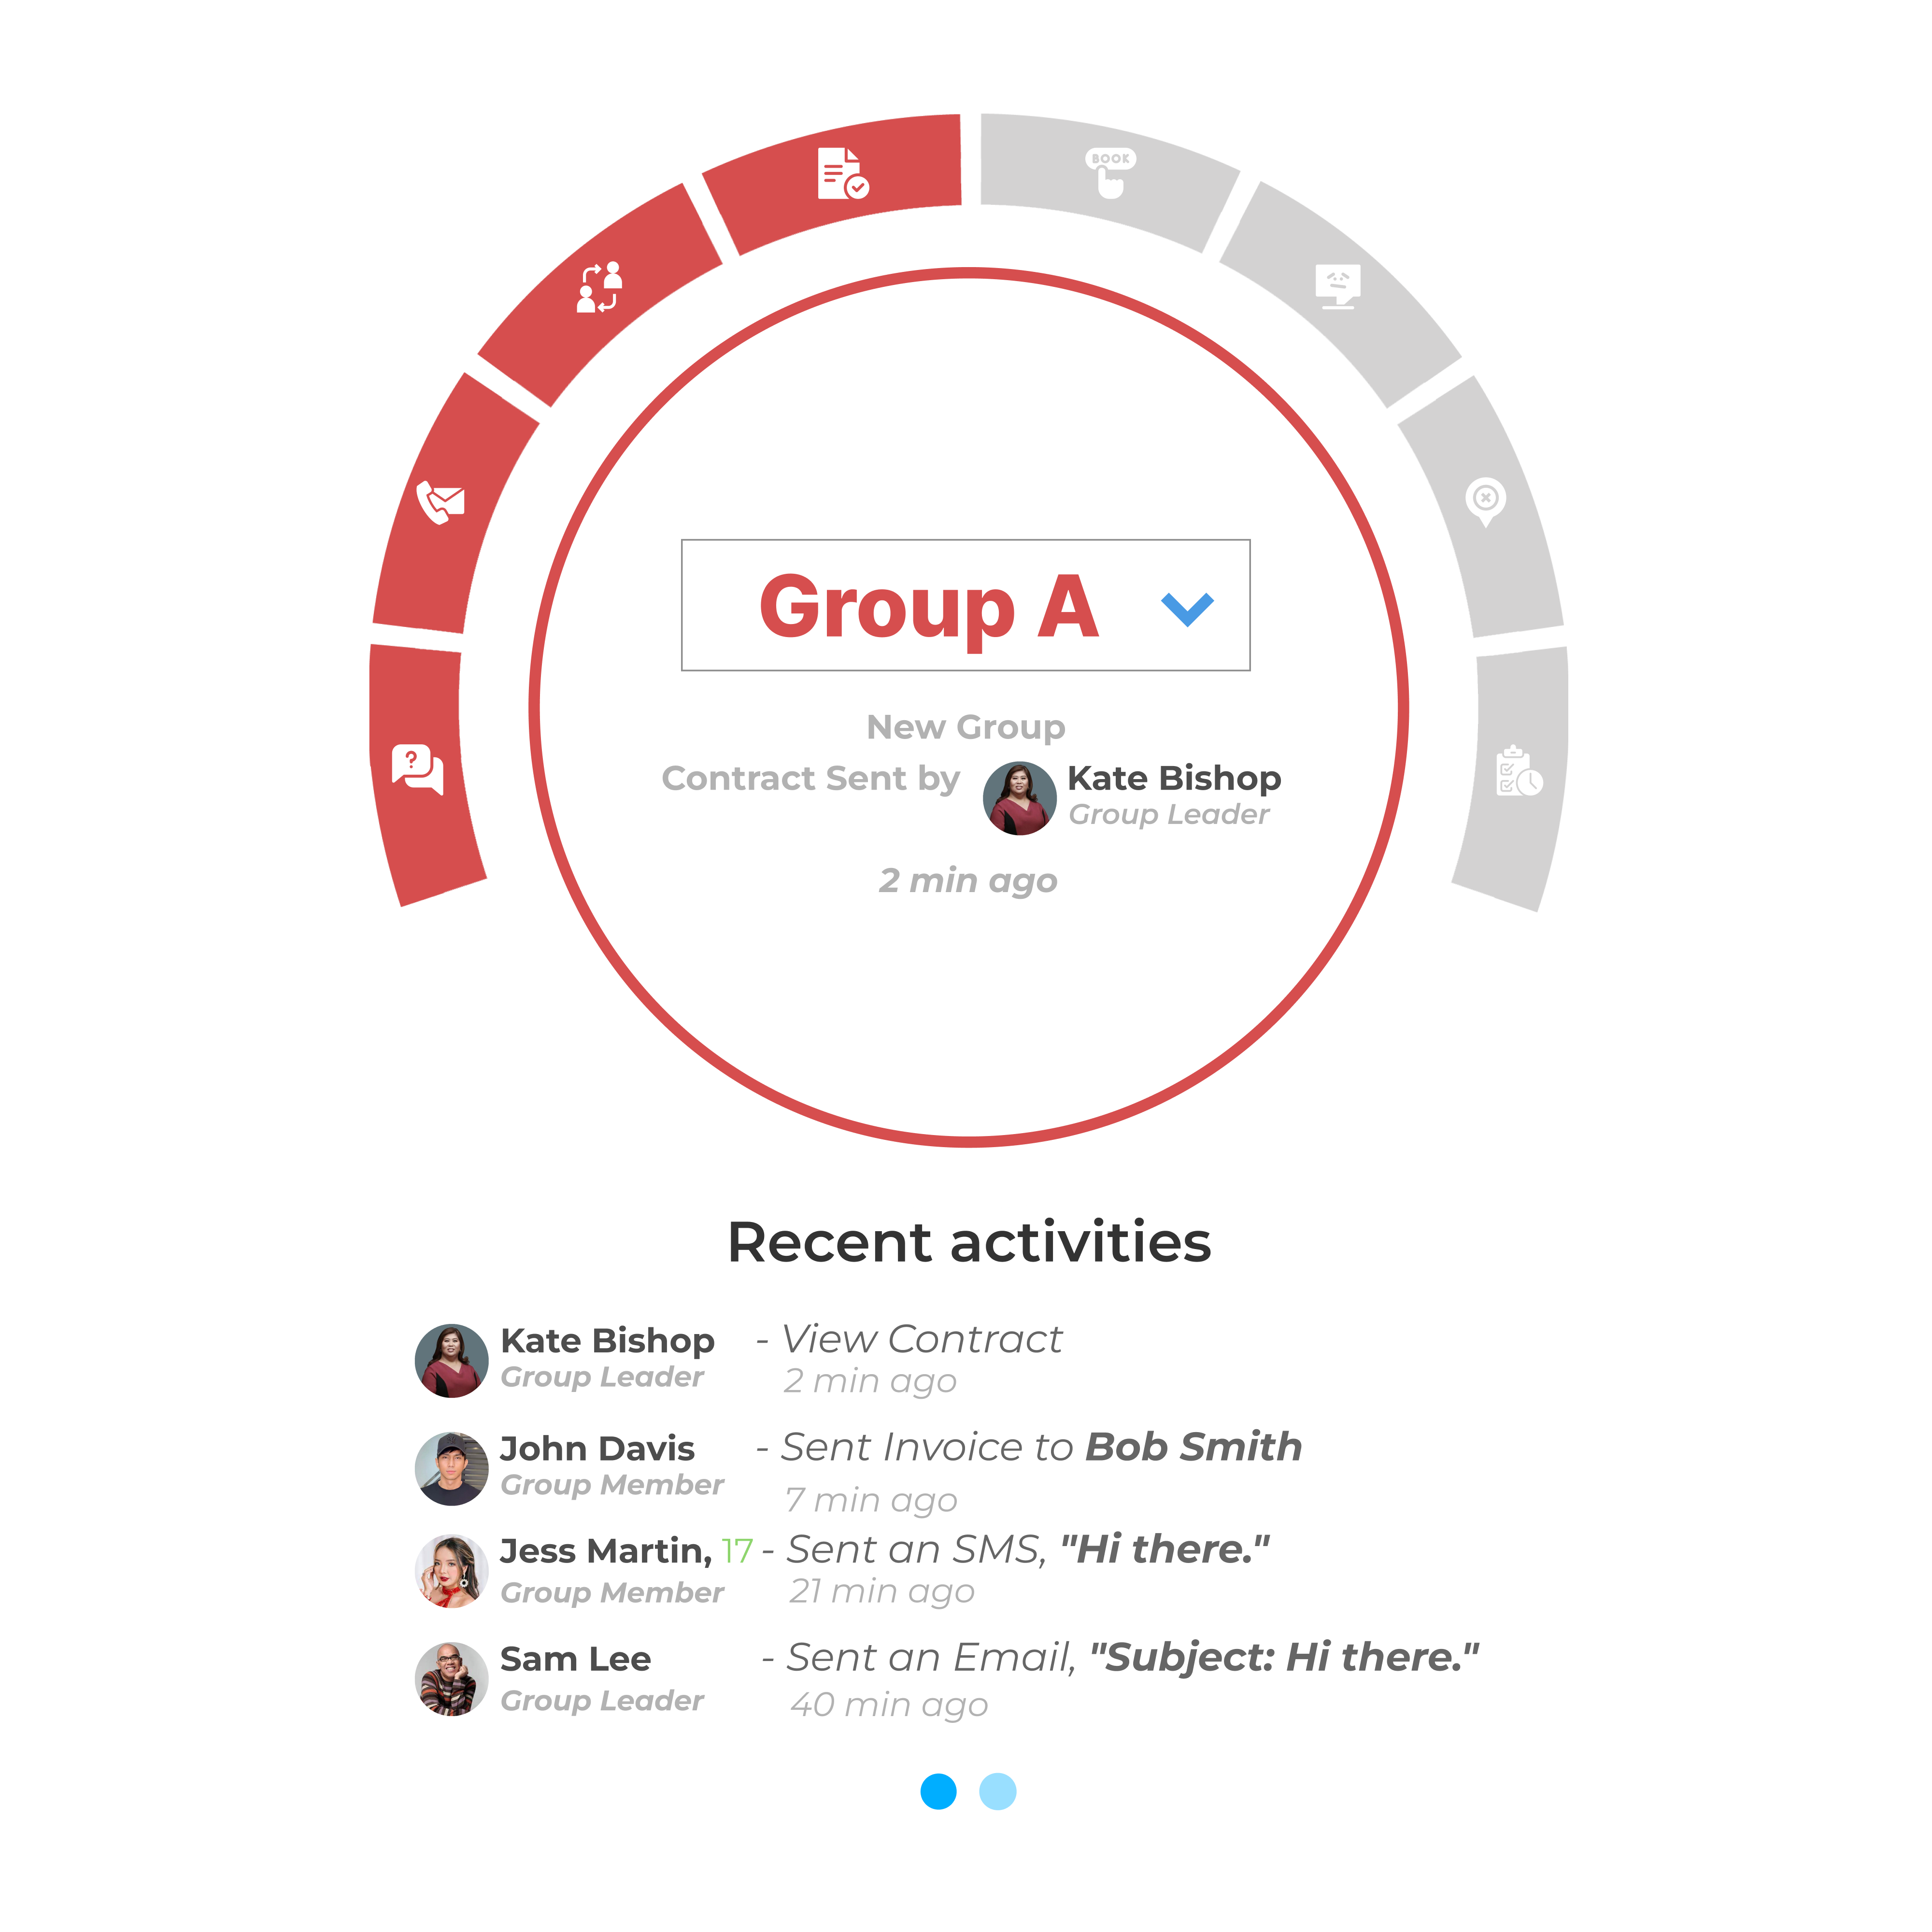 BOOK
?
Group A
New Group
Contract Sent by Kate Bishop
Group Leader
2 min ago
Recent activities
Kate Bishop - View Contract
Group Leader 2 min ago
John Davis - Sent Invoice to Bob Smith
Group Member 7 min ago
Jess Martin, 17 - Sent an SMS, "Hi there."
Group Member 21 min ago
Sam Lee - Sent an Email, "Subject: Hi there."
Group Leader 40 min ago